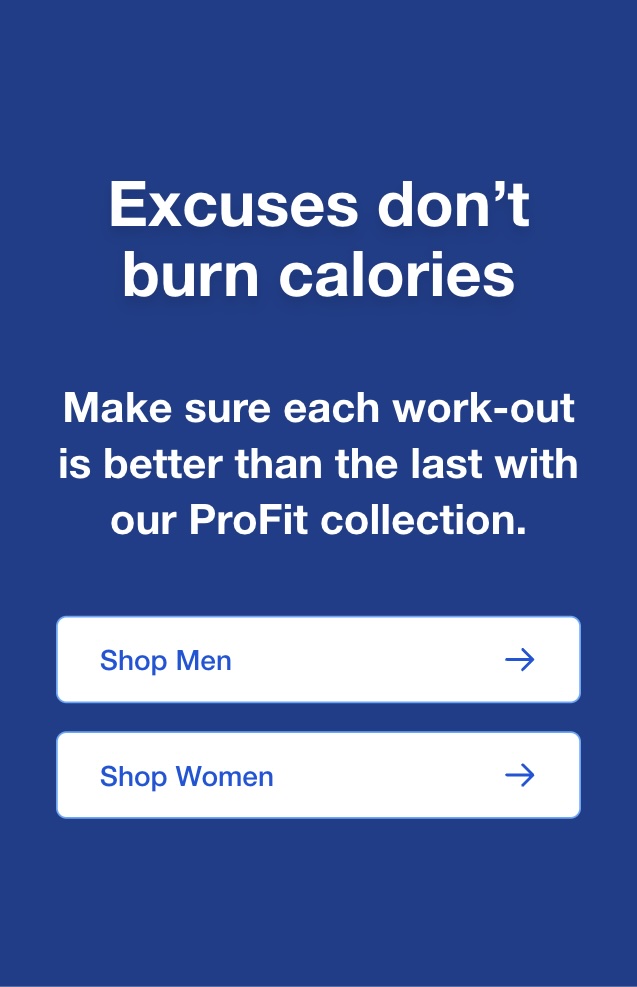 Excuses don’t
burn calories
Make sure each work-out
is better than the last with
our ProFit collection.
Shop Men
Shop Women